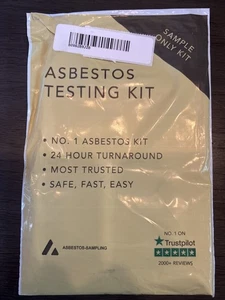 SAMPLE
ONLY KIT
ASBESTOS
TESTING KIT
• NO. 1 ASBESTOS KIT
• 24 HOUR TURNAROUND
• MOST TRUSTED
• SAFE, FAST, EASY
ASBESTOS-SAMPLING
NO. 1 ON
Trustpilot
2000+ REVIEWS